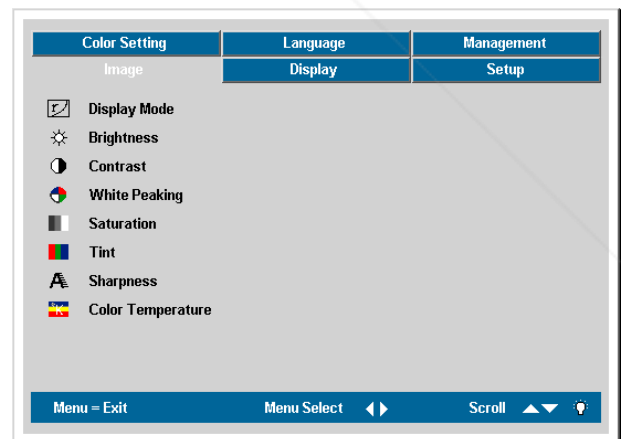 Color Setting Language Management
Image Display Setup
Display Mode
Brightness
Contrast
White Peaking
Saturation
Tint
Sharpness
Color Temperature
Menu = Exit Menu Select Scroll